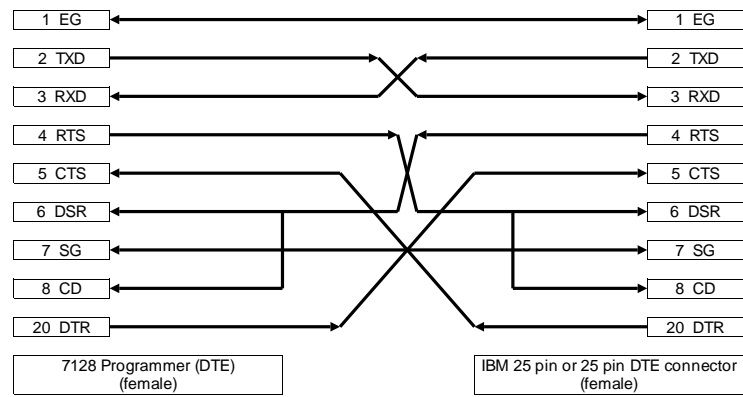 1 EG
1 EG
2 TXD
2 TXD
3 RXD
3 RXD
4 RTS
4 RTS
5 CTS
5 CTS
6 DSR
6 DSR
7 SG
7 SG
8 CD
8 CD
20 DTR
20 DTR
7128 Programmer (DTE)
(female)
IBM 25 pin or 25 pin DTE connector
(female)